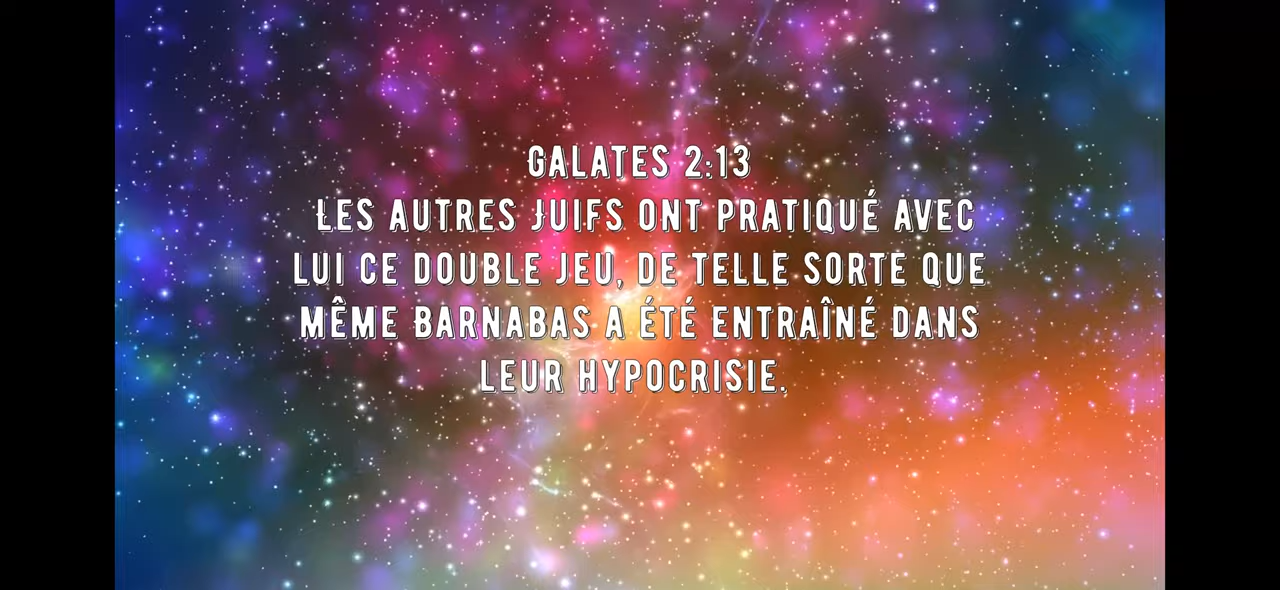 GALATES 2:13
LES AUTRES JUIFS ONT PRATIQUÉ AVEC
LUI CE DOUBLE JEU, DE TELLE SORTE QUE
MÊME BARNABAS A ÉTÉ ENTRAÎNÉ DANS
LEUR HYPOCRISIE.